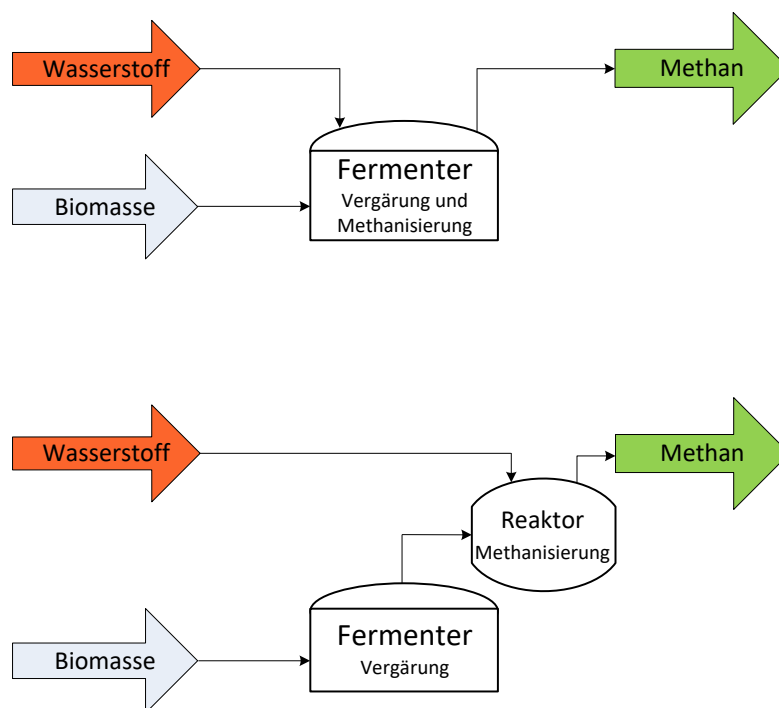 Wasserstoff
Methan
Fermenter
Vergärung und
Methanisierung
Biomasse
Wasserstoff
Methan
Reaktor
Methanisierung
Fermenter
Vergärung
Biomasse